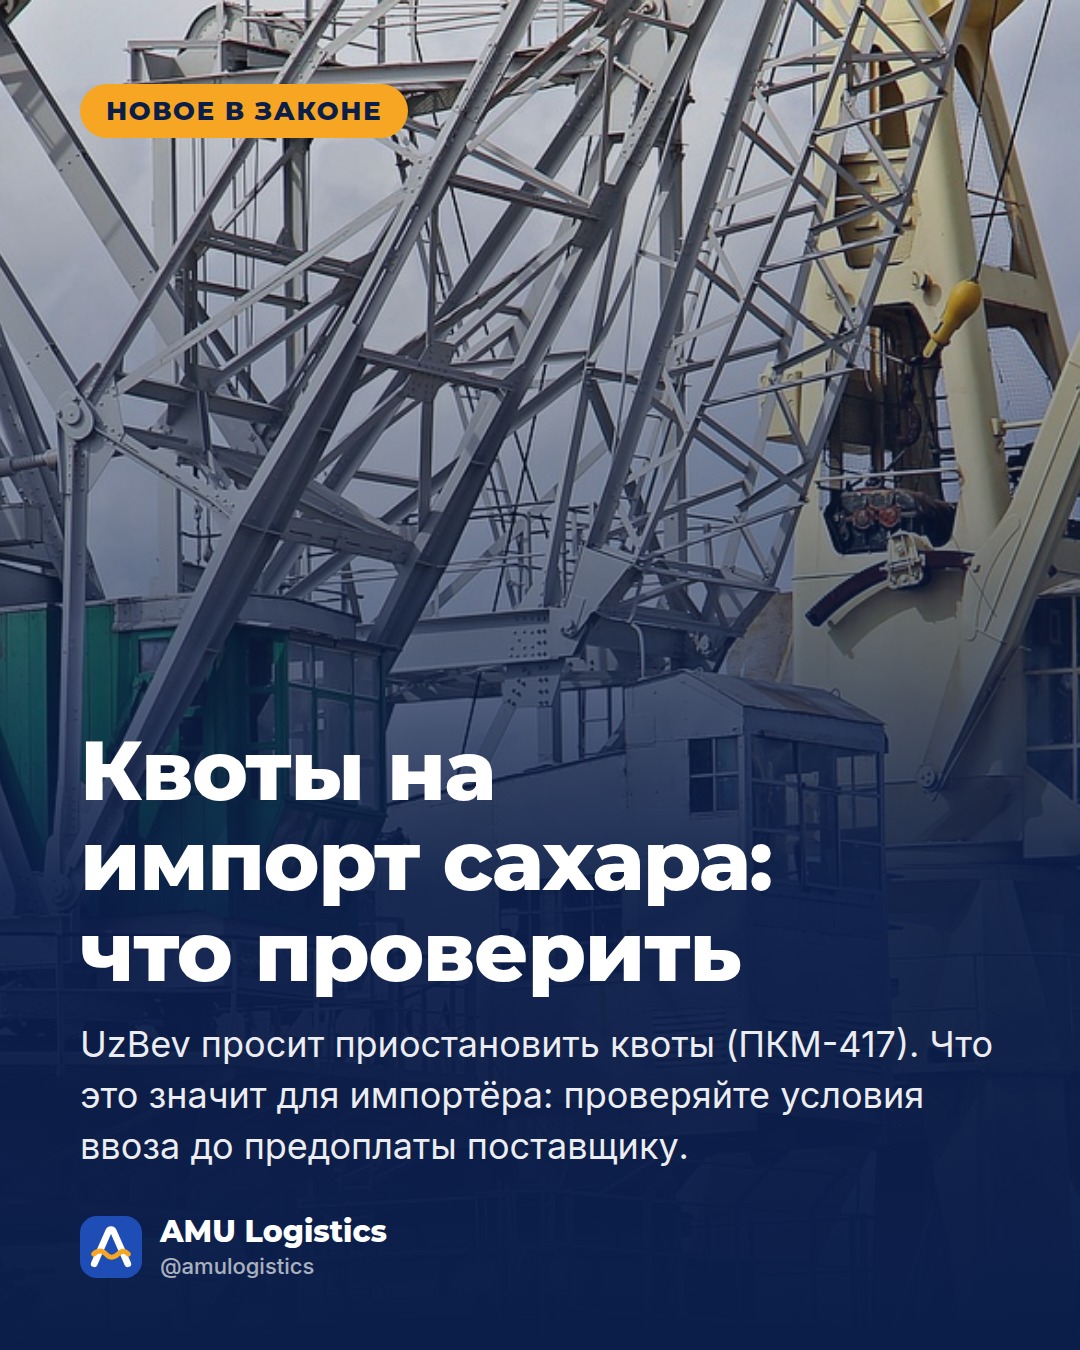 НОВОЕ В ЗАКОНЕ
Квоты на
импорт сахара:
что проверить
UzBev просит приостановить квоты (ПКМ-417). Что
это значит для импортёра: проверяйте условия
ввоза до предоплаты поставщику.
AMU Logistics
@amulogistics